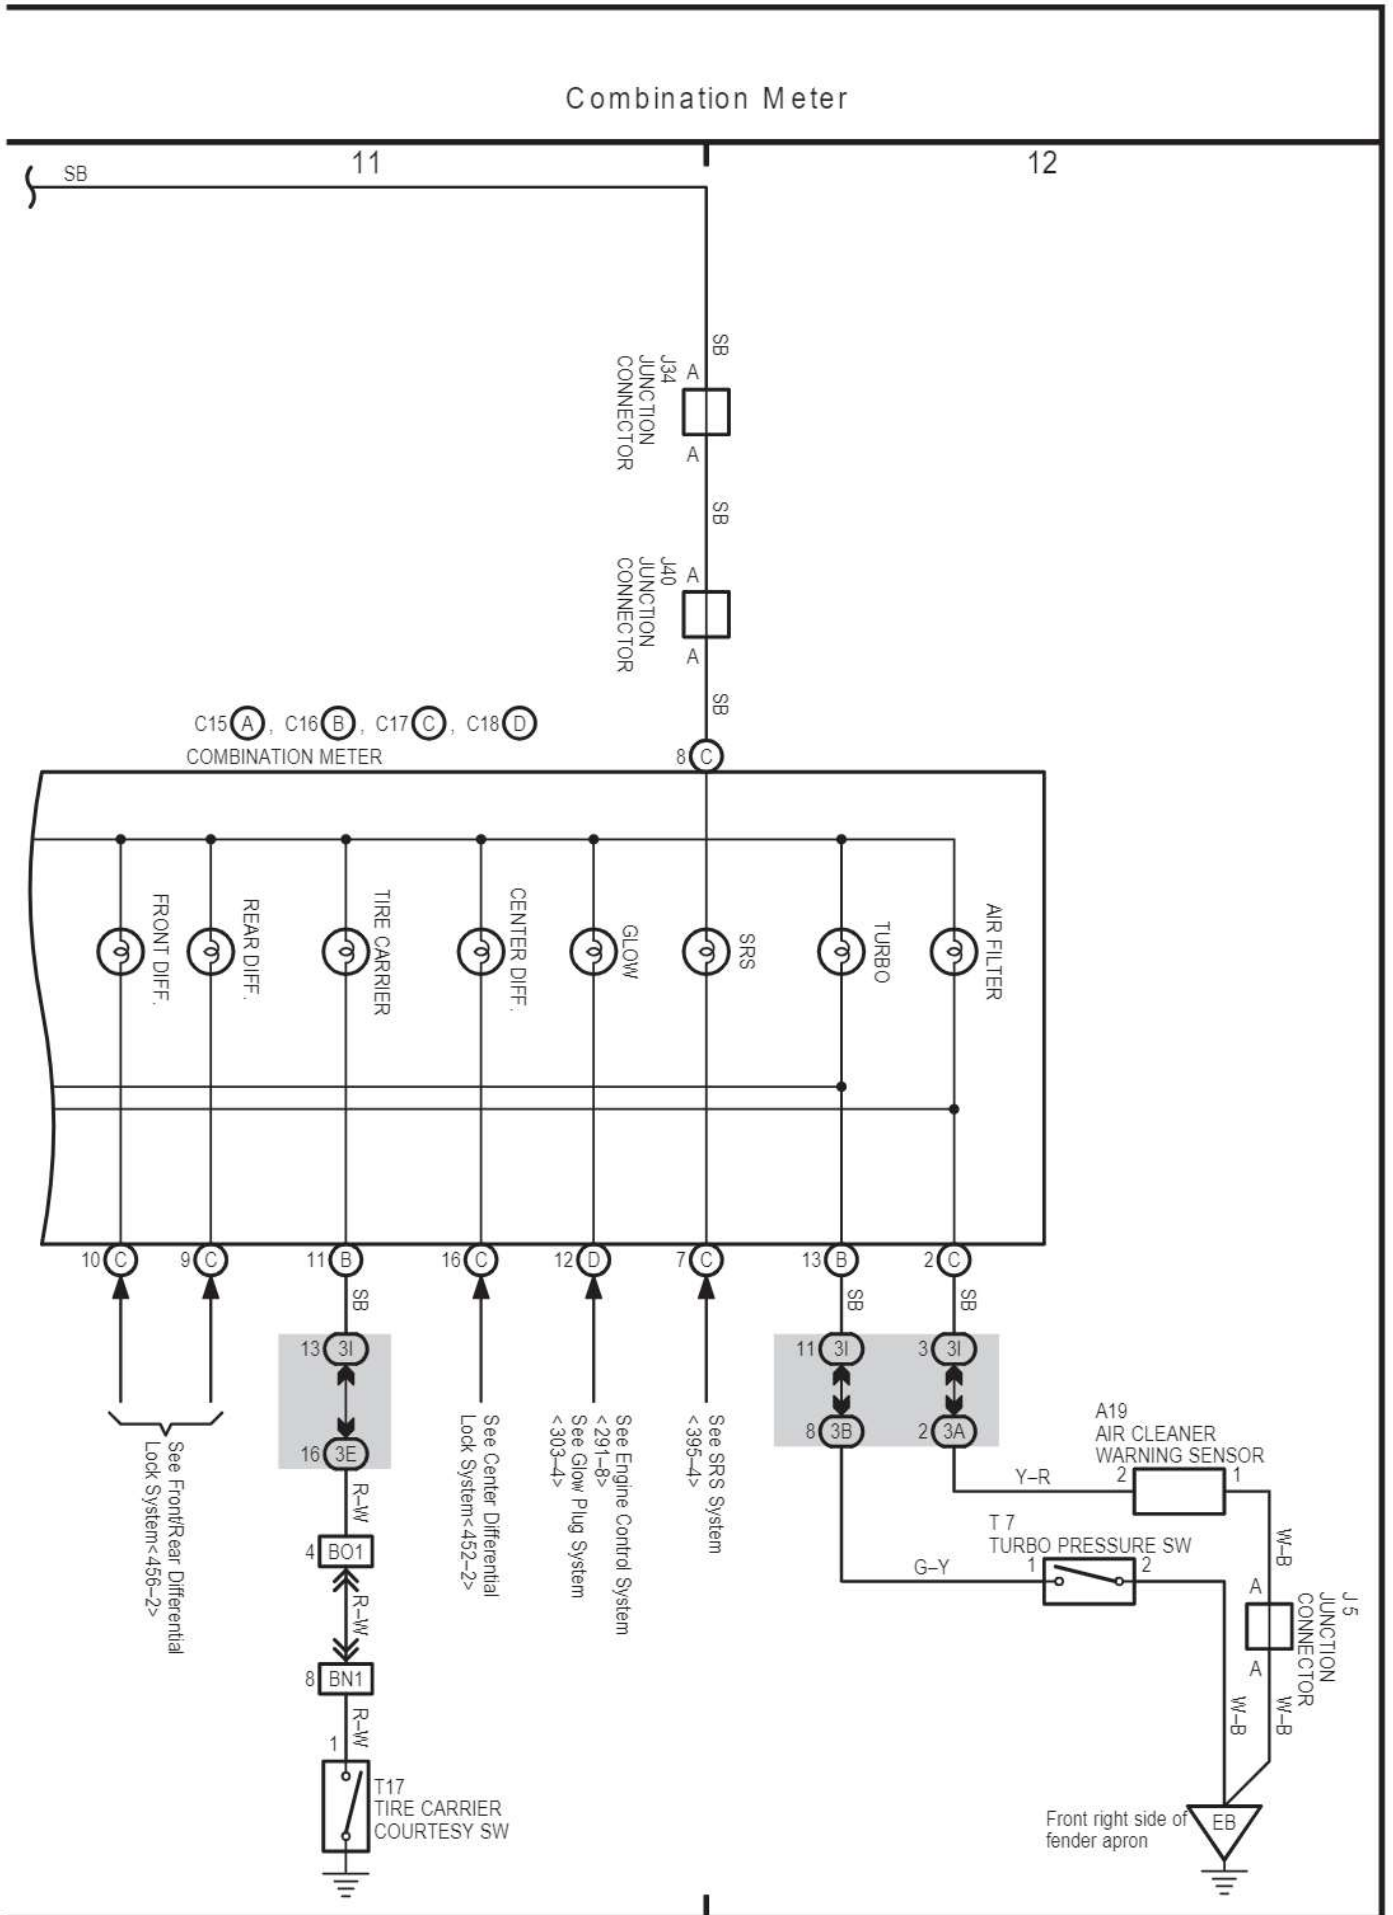 Combination Meter
11
12
SB
SB
J34
JUNCTION
CONNECTOR
A
A
SB
J40
JUNCTION
CONNECTOR
A
A
SB
C15 A , C16 B , C17 C , C18 D
COMBINATION METER
8 C
FRONT DIFF.
REAR DIFF.
TIRE CARRIER
CENTER DIFF.
GLOW
SRS
TURBO
AIR FILTER
10 C
9 C
11 B
16 C
12 D
7 C
13 B
2 C
SB
SB
SB
13 3I
11 3I
3 3I
16 3E
8 3B
2 3A
See Front/Rear Differential
Lock System<456–2>
See Center Differential
Lock System<452–2>
See Engine Control System
<291–8>
See Glow Plug System
<303–4>
See SRS System
<395–4>
A19
AIR CLEANER
WARNING SENSOR
Y–R
2
1
T 7
TURBO PRESSURE SW
G–Y
1
2
W–B
A
A
J 5
JUNCTION
CONNECTOR
W–B
W–B
R–W
4 BO1
R–W
8 BN1
R–W
1
T17
TIRE CARRIER
COURTESY SW
Front right side of
fender apron
EB